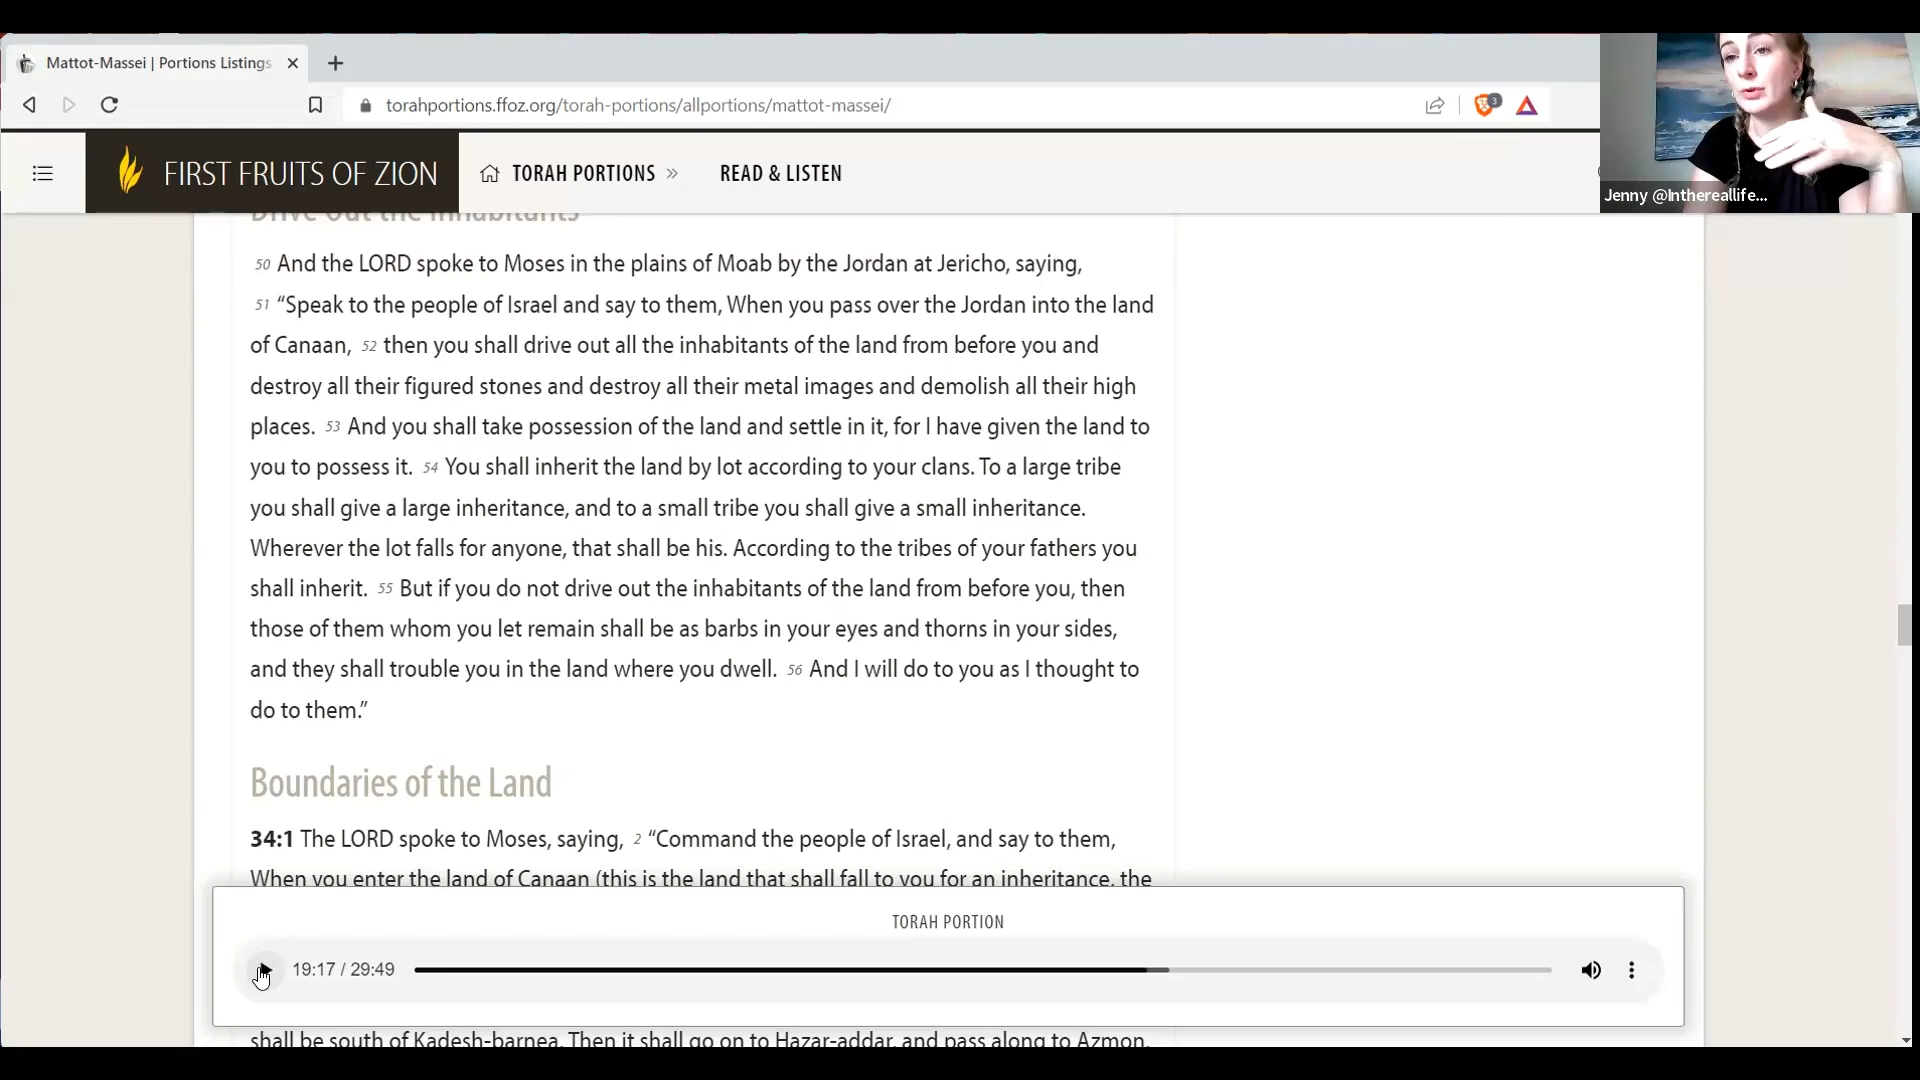 Mattot-Massei | Portions Listings
torahportions.ffoz.org/torah-portions/allportions/mattot-massei/
3
FIRST FRUITS OF ZION
TORAH PORTIONS »
READ & LISTEN
Jenny @Inthereallife...
Drive Out the Inhabitants
50 And the LORD spoke to Moses in the plains of Moab by the Jordan at Jericho, saying,
51 “Speak to the people of Israel and say to them, When you pass over the Jordan into the land
of Canaan, 52 then you shall drive out all the inhabitants of the land from before you and
destroy all their figured stones and destroy all their metal images and demolish all their high
places. 53 And you shall take possession of the land and settle in it, for I have given the land to
you to possess it. 54 You shall inherit the land by lot according to your clans. To a large tribe
you shall give a large inheritance, and to a small tribe you shall give a small inheritance.
Wherever the lot falls for anyone, that shall be his. According to the tribes of your fathers you
shall inherit. 55 But if you do not drive out the inhabitants of the land from before you, then
those of them whom you let remain shall be as barbs in your eyes and thorns in your sides,
and they shall trouble you in the land where you dwell. 56 And I will do to you as I thought to
do to them.”
Boundaries of the Land
34:1 The LORD spoke to Moses, saying, 2 “Command the people of Israel, and say to them,
When you enter the land of Canaan (this is the land that shall fall to you for an inheritance, the
TORAH PORTION
19:17 / 29:49
shall be south of Kadesh-barnea. Then it shall go on to Hazar-addar, and pass along to Azmon.